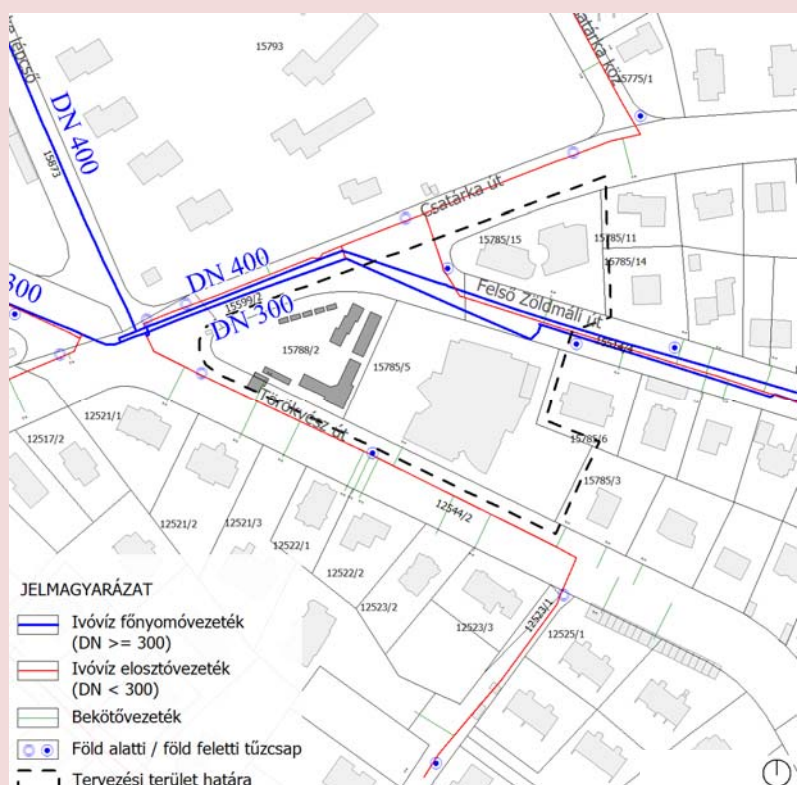 15793
Csatárka köz
15775/1
lépcső
DN 400
15873
Csatárka út
15785/15
15785/11
15785/14
DN 400
300
15599/2
DN 300
Felső Zöldmáli út
15788/2
15785/5
Törökvész út
12521/1
12517/2
15785/6
15785/3
12521/2
12521/3
12544/2
12522/1
12522/2
12523/2
12523/3
12523/1
12525/1
JELMAGYARÁZAT
Ivóvíz főnyomóvezeték
(DN >= 300)
Ivóvíz elosztóvezeték
(DN < 300)
Bekötővezeték
Föld alatti / föld feletti tűzcsap
Tervezési terület határa